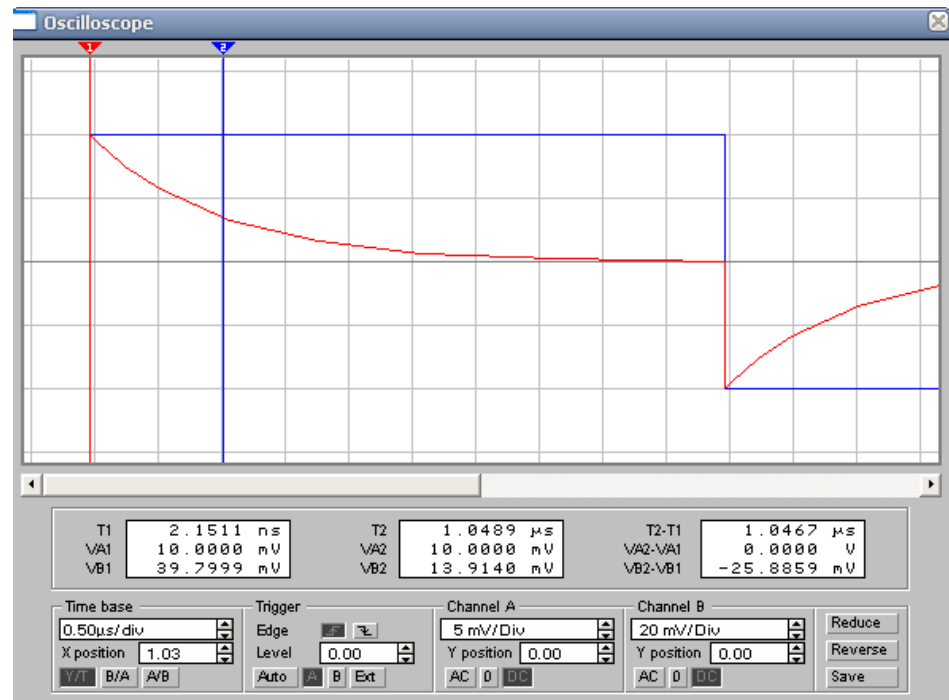 Oscilloscope
1 2
T1 2.1511 ns T2 1.0489 µs T2-T1 1.0467 µs
VA1 10.0000 mV VA2 10.0000 mV VA2-VA1 0.0000 V
VB1 39.7999 mV VB2 13.9140 mV VB2-VB1 -25.8859 mV
Time base Trigger Channel A Channel B
0.50µs/div Edge 5 mV/Div 20 mV/Div Reduce
X position 1.03 Level 0.00 Y position 0.00 Y position 0.00 Reverse
Y/T B/A A/B Auto A B Ext AC 0 DC AC 0 DC Save